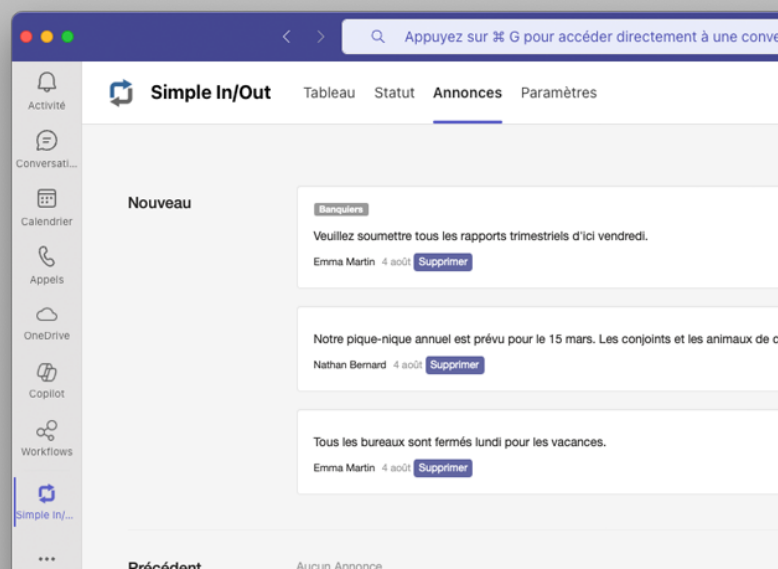 Appuyez sur ⌘ G pour accéder directement à une conve
Activité
Conversati...
Calendrier
Appels
OneDrive
Copilot
Workflows
Simple In/...
Simple In/Out
Tableau
Statut
Annonces
Paramètres
Nouveau
Banquiers
Veuillez soumettre tous les rapports trimestriels d'ici vendredi.
Emma Martin 4 août Supprimer
Notre pique-nique annuel est prévu pour le 15 mars. Les conjoints et les animaux de c
Nathan Bernard 4 août Supprimer
Tous les bureaux sont fermés lundi pour les vacances.
Emma Martin 4 août Supprimer
Précédent
Aucun Annonce